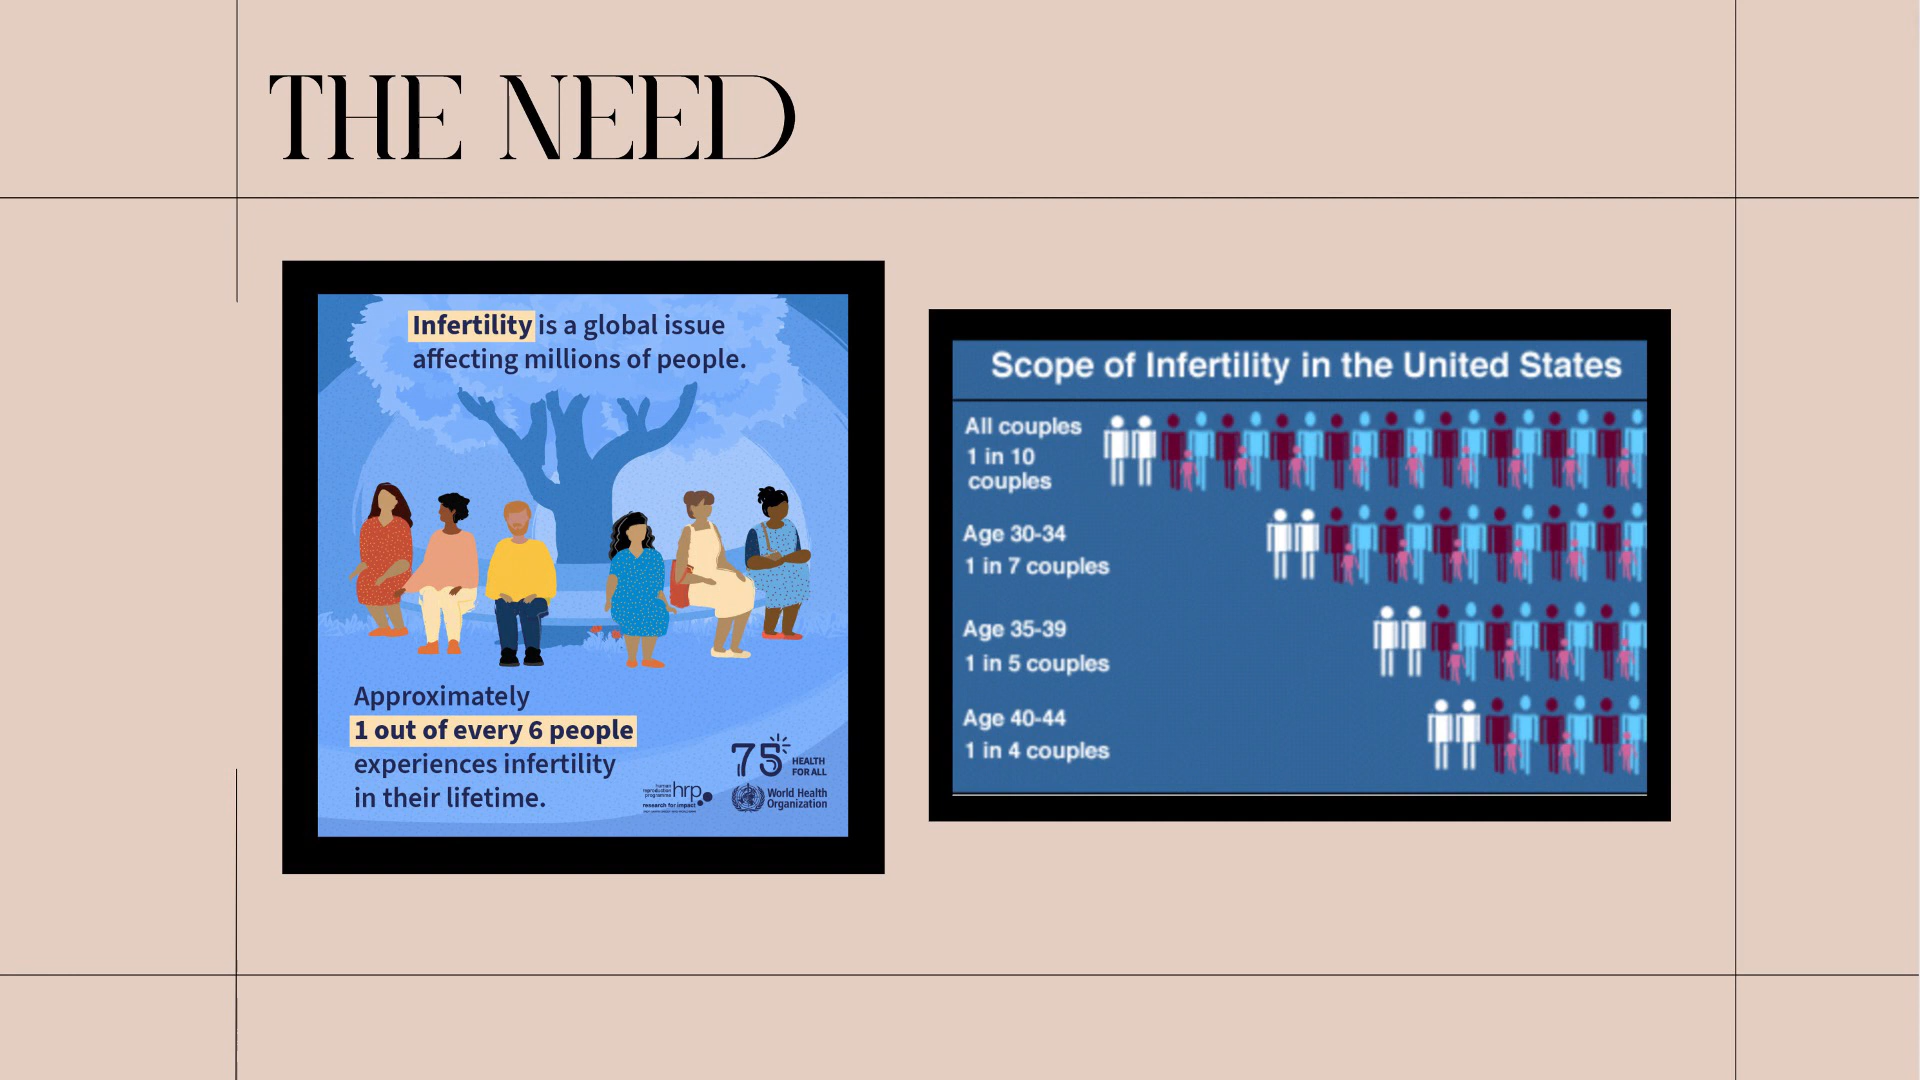 THE NEED
Infertility is a global issue
affecting millions of people.
Approximately
1 out of every 6 people
experiences infertility
in their lifetime.
human
reproduction
programme
hrp
research for impact
75
HEALTH
FOR ALL
World Health
Organization
Scope of Infertility in the United States
All couples
1 in 10
couples
Age 30-34
1 in 7 couples
Age 35-39
1 in 5 couples
Age 40-44
1 in 4 couples